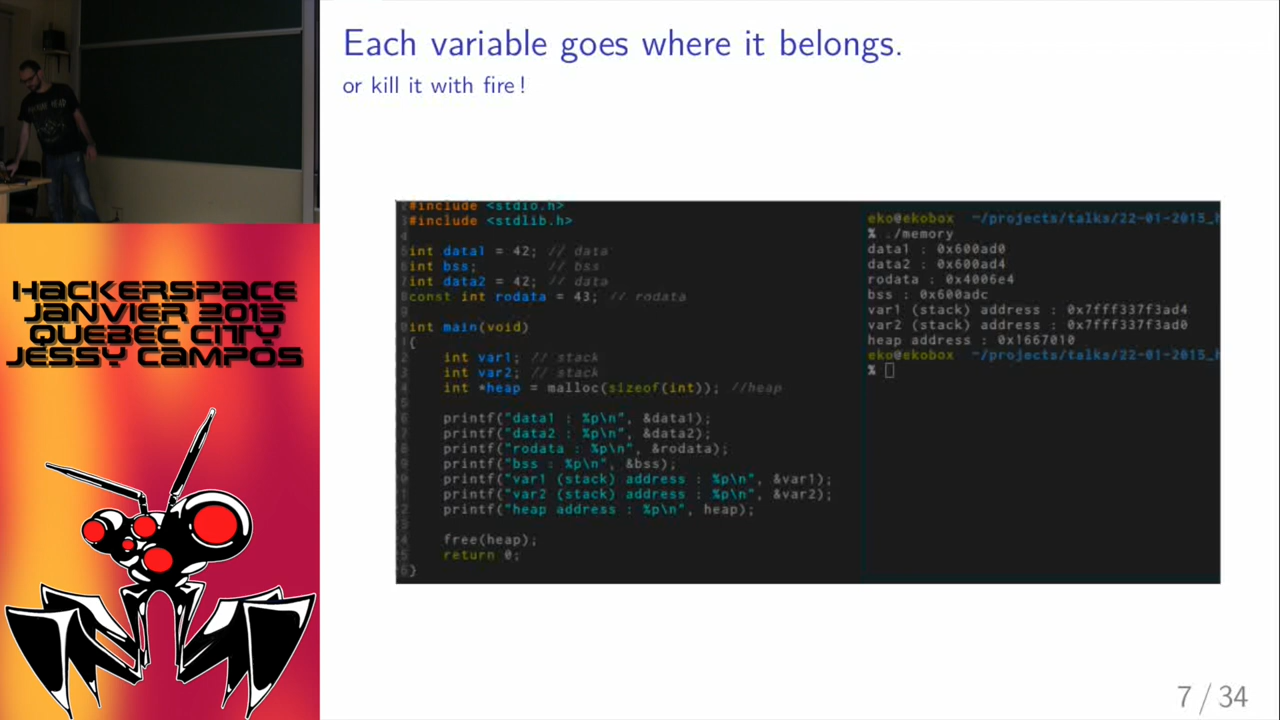 Each variable goes where it belongs.
or kill it with fire !
HACKERSPACE
JANVIER 2015
QUEBEC CITY
JESSY CAMPOS
#include <stdio.h>
#include <stdlib.h>
int data1 = 42; // data
int bss; // bss
int data2 = 42; // data
const int rodata = 43; // rodata
int main(void)
{
int var1; // stack
int var2; // stack
int *heap = malloc(sizeof(int)); //heap
printf("data1 : %p\n", &data1);
printf("data2 : %p\n", &data2);
printf("rodata : %p\n", &rodata);
printf("bss : %p\n", &bss);
printf("var1 (stack) address : %p\n", &var1);
printf("var2 (stack) address : %p\n", &var2);
printf("heap address : %p\n", heap);
free(heap);
return 0;
}
eko@ekobox ~/projects/talks/22-01-2015_h
% ./memory
data1 : 0x600ad0
data2 : 0x600ad4
rodata : 0x4006e4
bss : 0x600adc
var1 (stack) address : 0x7fff337f3ad4
var2 (stack) address : 0x7fff337f3ad0
heap address : 0x1667010
eko@ekobox ~/projects/talks/22-01-2015_h
%
7 / 34